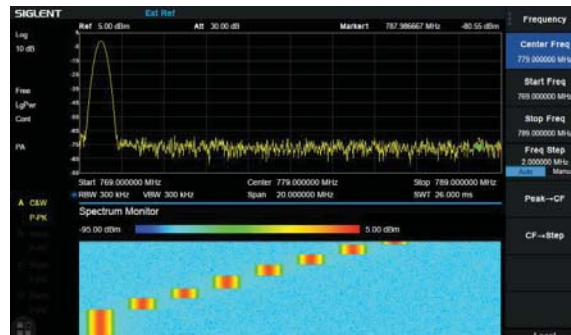 SIGLENT
Ext Ref
Ref 5.00 dBm Att 30.00 dB Marker1 787.986667 MHz -80.55 dBm
Log
10 dB
Free
LgPwr
Cont
PA
Start 769.000000 MHz Center 779.000000 MHz Stop 789.000000 MHz
RBW 300 kHz VBW 300 kHz Span 20.000000 MHz SWT 26.000 ms
A C&W
P-PK
Spectrum Monitor
-95.00 dBm 5.00 dBm
Frequency
Center Freq
779.000000 MHz
Start Freq
769.000000 MHz
Stop Freq
789.000000 MHz
Freq Step
2.000000 MHz
Auto Manu
Peak→CF
CF→Step